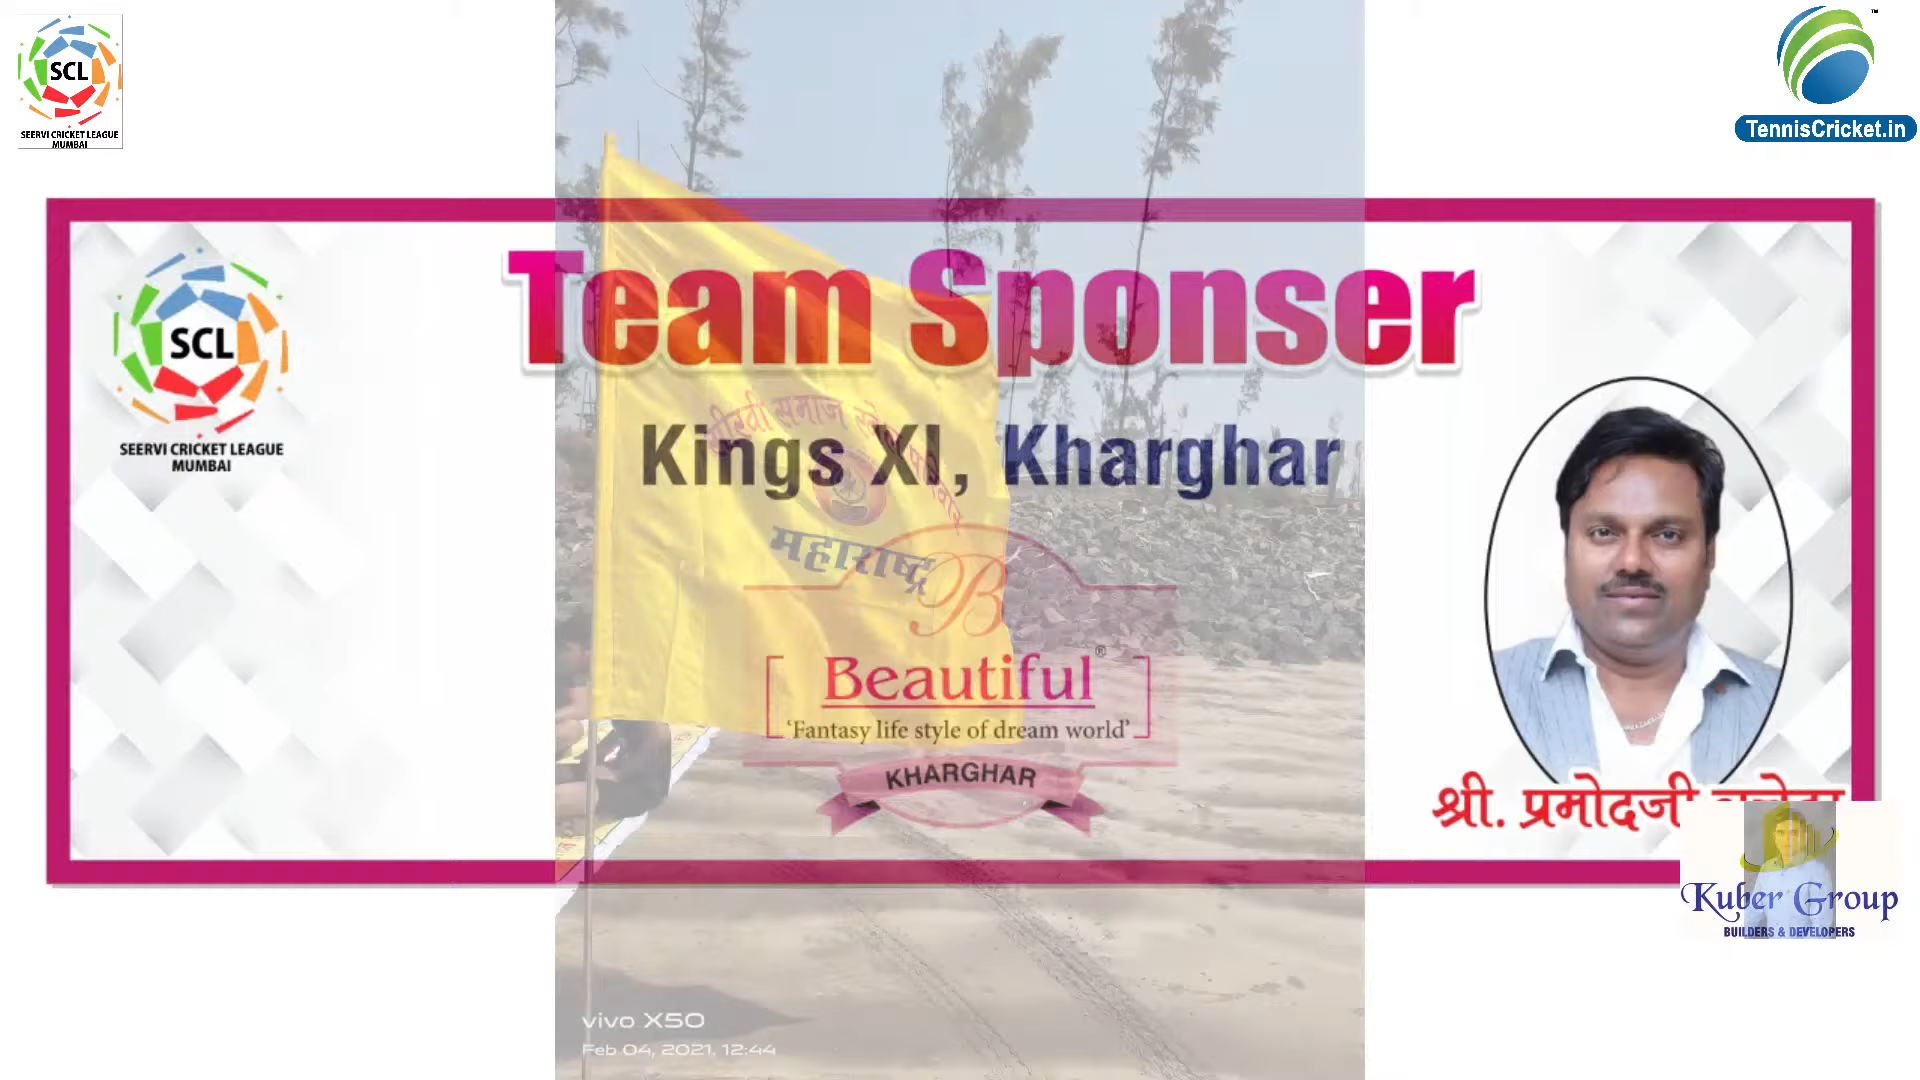 SCL
SEERVI CRICKET LEAGUE
MUMBAI
TM
TennisCricket.in
SCL
SEERVI CRICKET LEAGUE
MUMBAI
Team Sponser
Kings XI, Kharghar
समाज
महाराष्ट्र
B
Beautiful®
'Fantasy life style of dream world'
KHARGHAR
श्री. प्रमोदजी
Kuber Group
BUILDERS & DEVELOPERS
vivo X50
Feb 04, 2021, 12:44